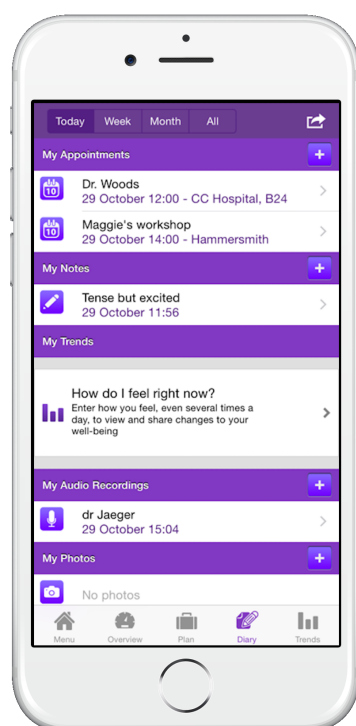 Today Week Month All
My Appointments
10
Dr. Woods
29 October 12:00 - CC Hospital, B24
10
Maggie's workshop
29 October 14:00 - Hammersmith
My Notes
Tense but excited
29 October 11:56
My Trends
How do I feel right now?
Enter how you feel, even several times a
day, to view and share changes to your
well-being
My Audio Recordings
dr Jaeger
29 October 15:04
My Photos
No photos
Menu Overview Plan Diary Trends